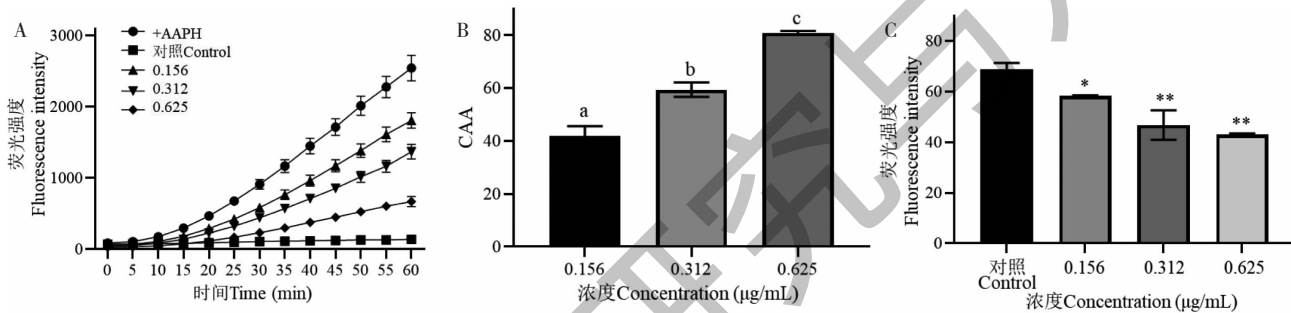 A
荧光强度
Fluorescence intensity
3000
2000
1000
0
+AAPH
对照Control
0.156
0.312
0.625
0 5 10 15 20 25 30 35 40 45 50 55 60
时间Time (min)
B
CAA
80
60
40
20
0
a
b
c
0.156 0.312 0.625
浓度Concentration (μg/mL)
C
荧光强度
Fluorescence intensity
80
60
40
20
0
*
**
**
对照
Control
0.156 0.312 0.625
浓度Concentration (μg/mL)